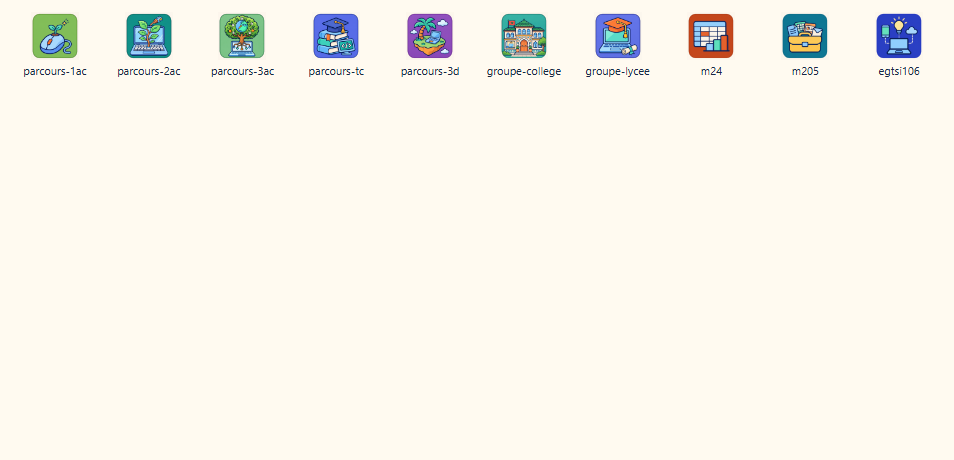 parcours-1ac
parcours-2ac
parcours-3ac
parcours-tc
parcours-3d
groupe-college
groupe-lycee
m24
m205
egtsi106